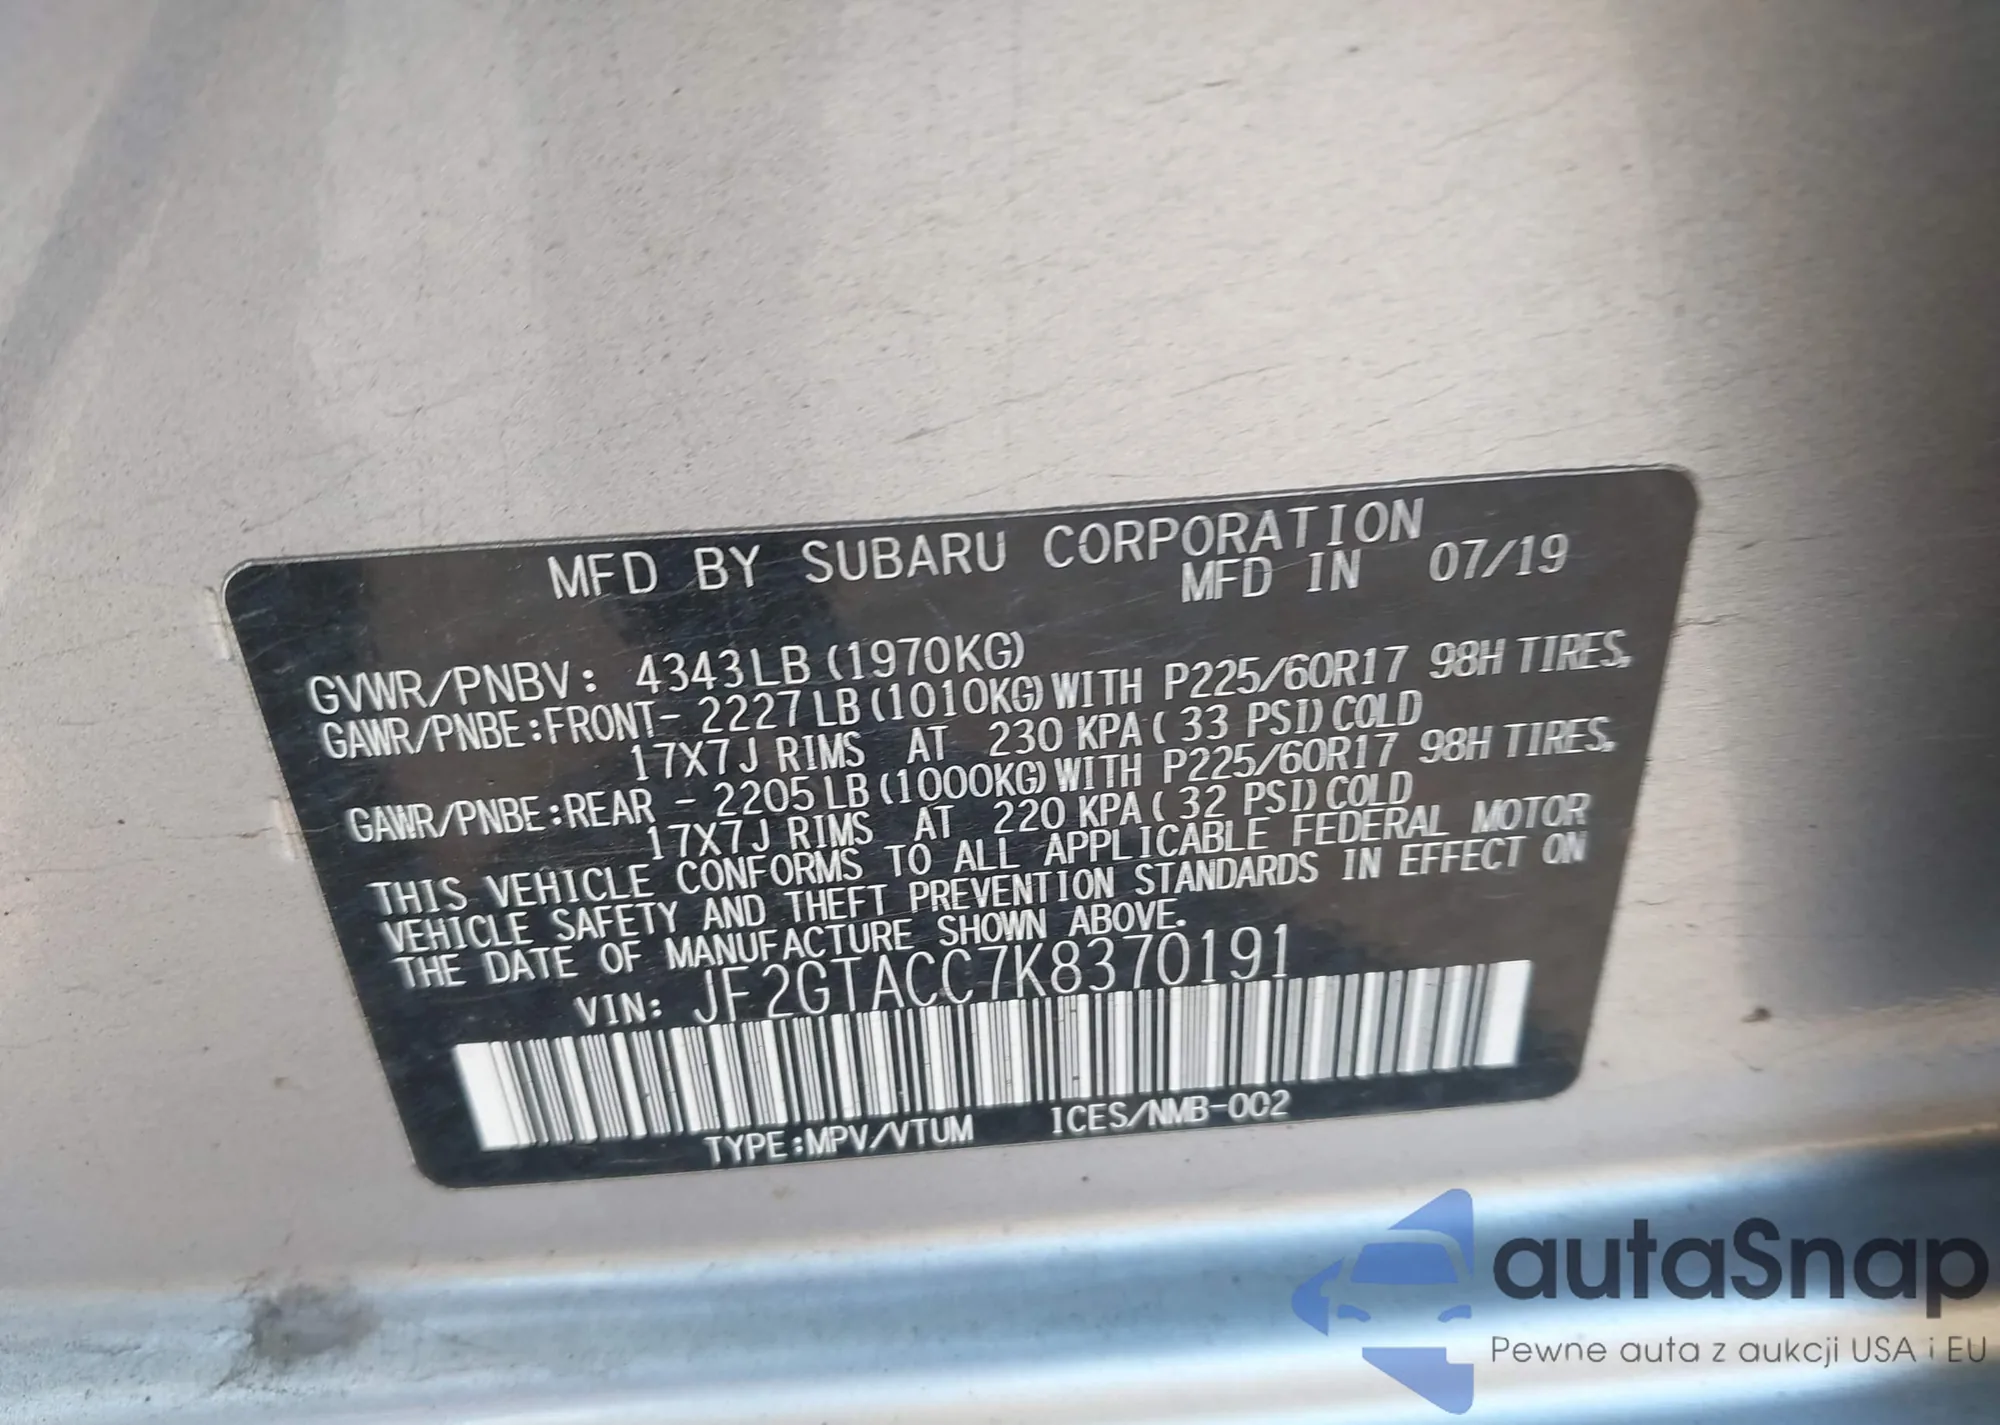 MFD BY SUBARU CORPORATION
MFD IN 07/19
GVWR/PNBV: 4343LB(1970KG)
GAWR/PNBE:FRONT- 2227LB(1010KG)WITH P225/60R17 98H TIRES,
17X7J RIMS AT 230 KPA( 33 PSI)COLD
GAWR/PNBE:REAR - 2205LB(1000KG)WITH P225/60R17 98H TIRES,
17X7J RIMS AT 220 KPA( 32 PSI)COLD
THIS VEHICLE CONFORMS TO ALL APPLICABLE FEDERAL MOTOR
VEHICLE SAFETY AND THEFT PREVENTION STANDARDS IN EFFECT ON
THE DATE OF MANUFACTURE SHOWN ABOVE.
VIN: JF2GTACC7K8370191
TYPE:MPV/VTUM ICES/NMB-002
autaSnap
Pewne auta z aukcji USA i EU